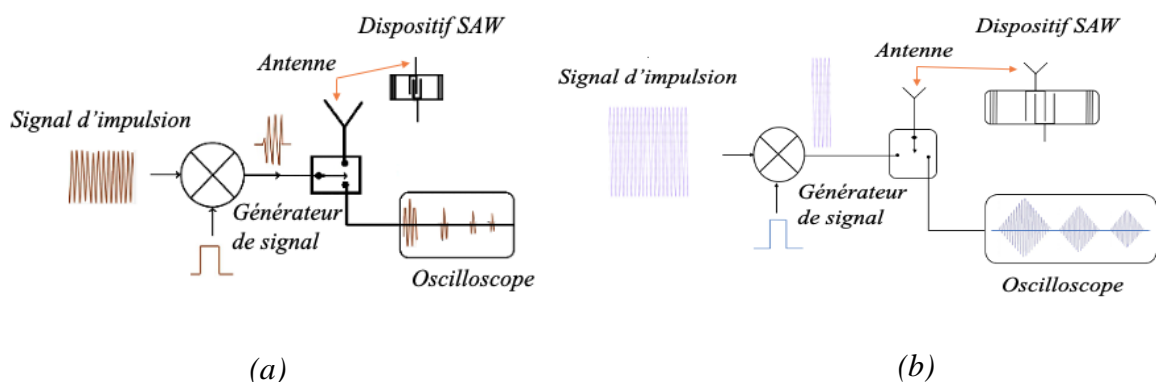 Dispositif SAW
Antenne
Signal d'impulsion
Générateur
de signal
Oscilloscope
(a)
Dispositif SAW
Antenne
Signal d'impulsion
Générateur
de signal
Oscilloscope
(b)